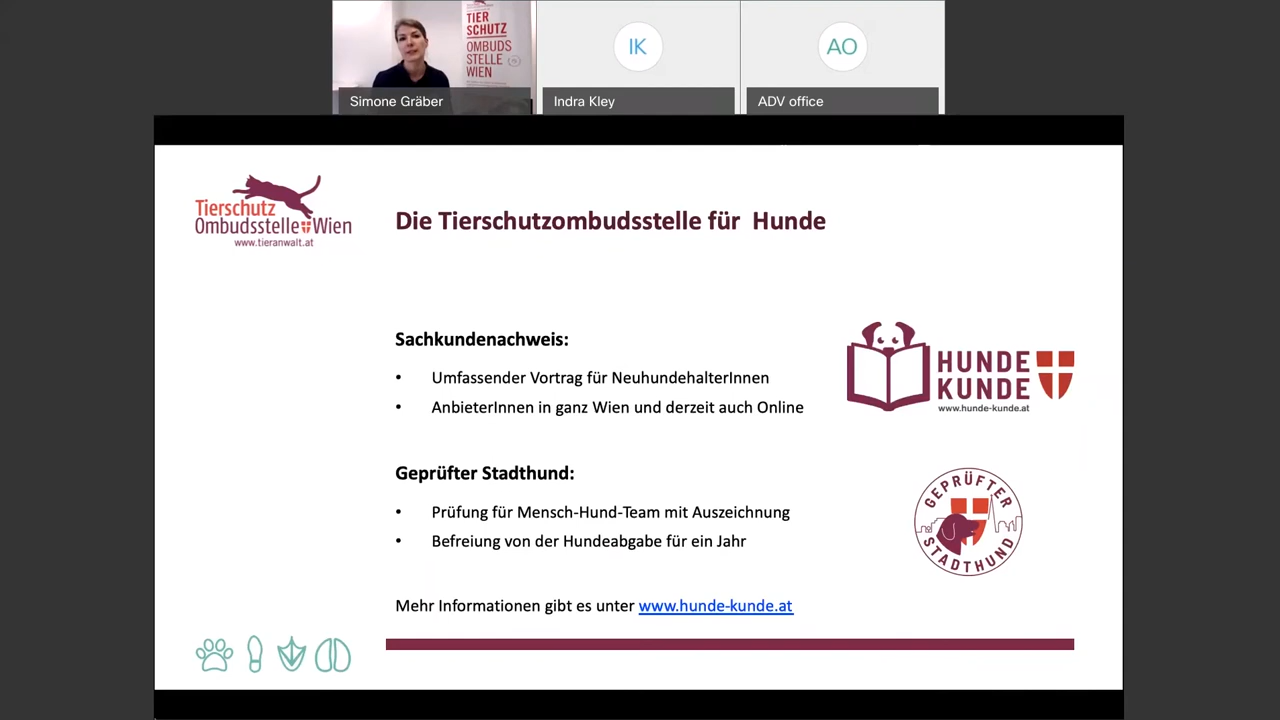 TIER
SCHUTZ
OMBUDS
STELLE
WIEN
IK
AO
Simone Gräber
Indra Kley
ADV office
Tierschutz
Ombudsstelle Wien
www.tieranwalt.at
Die Tierschutzombudsstelle für Hunde
Sachkundenachweis:
• Umfassender Vortrag für NeuhundehalterInnen
• AnbieterInnen in ganz Wien und derzeit auch Online
HUNDE
KUNDE
www.hunde-kunde.at
Geprüfter Stadthund:
• Prüfung für Mensch-Hund-Team mit Auszeichnung
• Befreiung von der Hundeabgabe für ein Jahr
GEPRÜFTER
STADTHUND
Mehr Informationen gibt es unter www.hunde-kunde.at